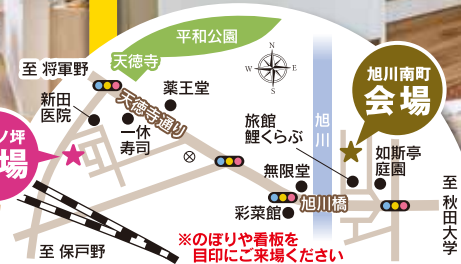 平和公園
天徳寺
至 将軍野
薬王堂
新田
医院
一休
寿司
天徳寺通り
ノ坪
場
至 保戸野
N
W E
S
旭川
旭川南町
会場
旅館
鯉くらぶ
如斯亭
庭園
無限堂
彩菜館
旭川橋
至 秋田大学
※のぼりや看板を
目印にご来場ください